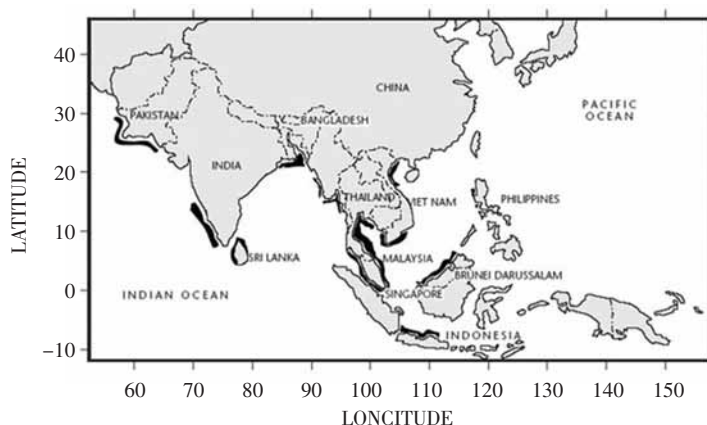 40
30
20
10
0
−10
LATITUDE
CHINA
PAKISTAN
BANGLADESH
PACIFIC
OCEAN
INDIA
THAILAND
VIET NAM
PHILIPPINES
SRI LANKA
MALAYSIA
BRUNEI DARUSSALAM
INDIAN OCEAN
SINGAPORE
INDONESIA
60 70 80 90 100 110 120 130 140 150
LONCITUDE